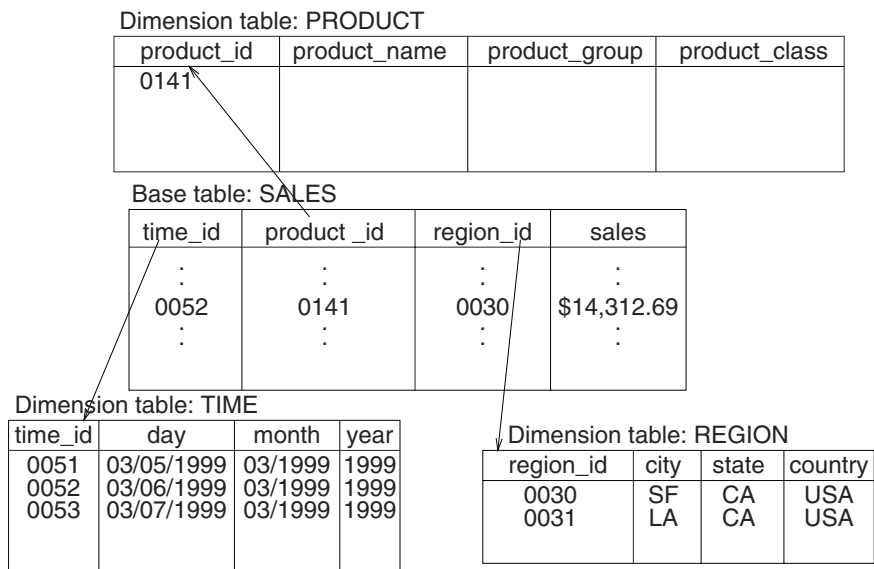 Dimension table: PRODUCT
product_id product_name product_group product_class
0141
Base table: SALES
time_id product _id region_id sales
. . . .
. . . .
0052 0141 0030 $14,312.69
. . . .
. . . .
Dimension table: TIME
time_id day month year
0051 03/05/1999 03/1999 1999
0052 03/06/1999 03/1999 1999
0053 03/07/1999 03/1999 1999
Dimension table: REGION
region_id city state country
0030 SF CA USA
0031 LA CA USA